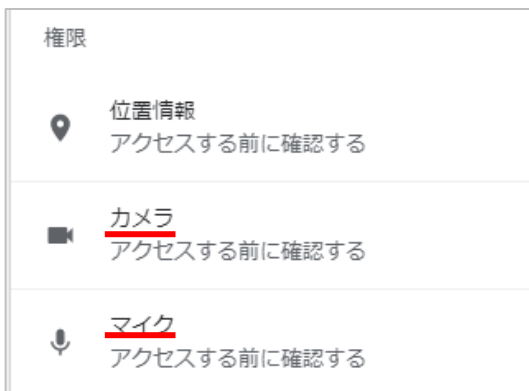 権限
位置情報
アクセスする前に確認する
カメラ
アクセスする前に確認する
マイク
アクセスする前に確認する